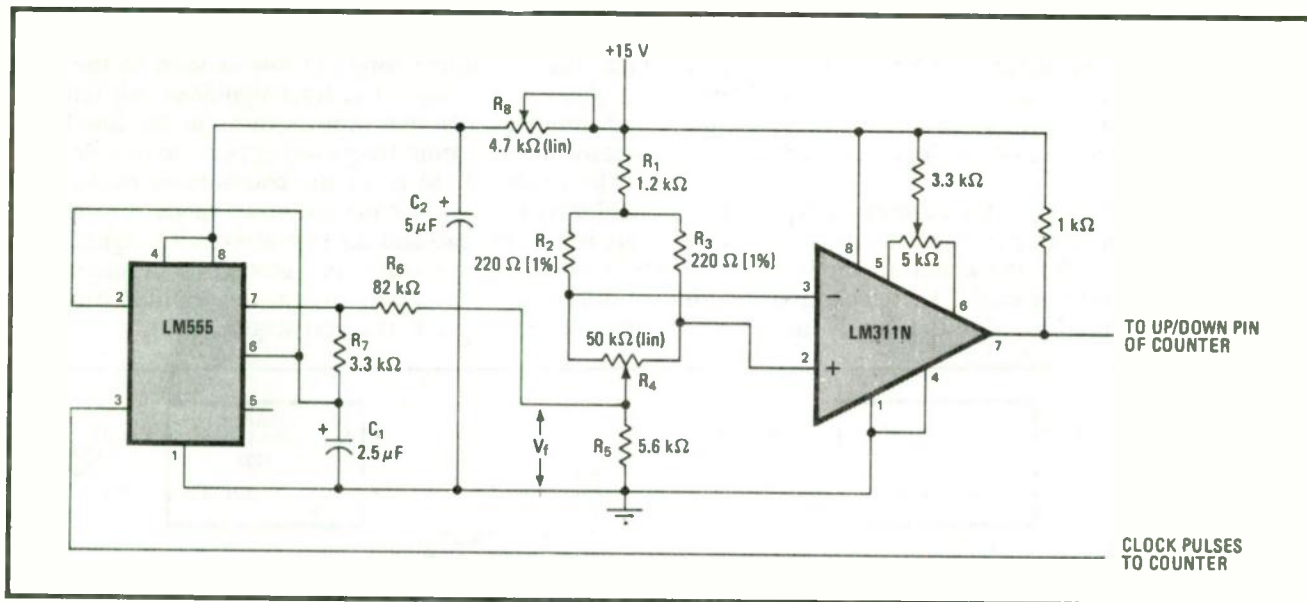 +15 V
R8
4.7 kΩ (lin)
R1
1.2 kΩ
3.3 kΩ
1 kΩ
C2 +
5 μF
R2
220 Ω [1%]
R3
220 Ω [1%]
5 kΩ
4
8
8
5
6
R6
82 kΩ
2
7
LM555
R7
3.3 kΩ
6
3
−
LM311N
7
TO UP/DOWN PIN
OF COUNTER
50 kΩ (lin)
R4
2
+
4
1
3
5
+
C1
2.5 μF
Vf
R5
5.6 kΩ
1
CLOCK PULSES
TO COUNTER